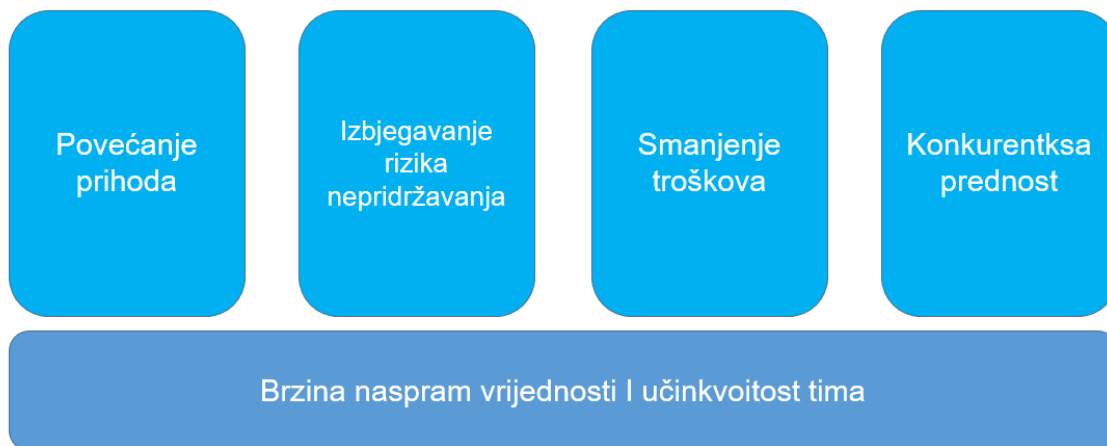 Povećanje
prihoda
Izbjegavanje
rizika
nepridržavanja
Smanjenje
troškova
Konkurentksa
prednost
Brzina naspram vrijednosti I učinkvoitost tima